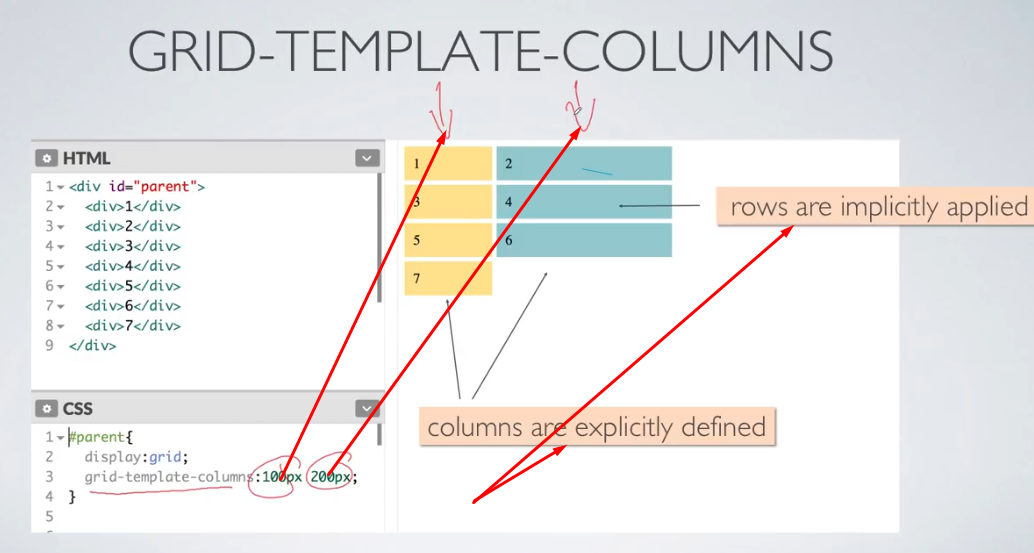 GRID-TEMPLATE-COLUMNS
1
2
HTML
1 <div id="parent">
2 <div>1</div>
3 <div>2</div>
4 <div>3</div>
5 <div>4</div>
6 <div>5</div>
7 <div>6</div>
8 <div>7</div>
9 </div>
CSS
1 #parent{
2 display:grid;
3 grid-template-columns:100px 200px;
4 }
5
1 2
3 4
5 6
7
rows are implicitly applied
columns are explicitly defined